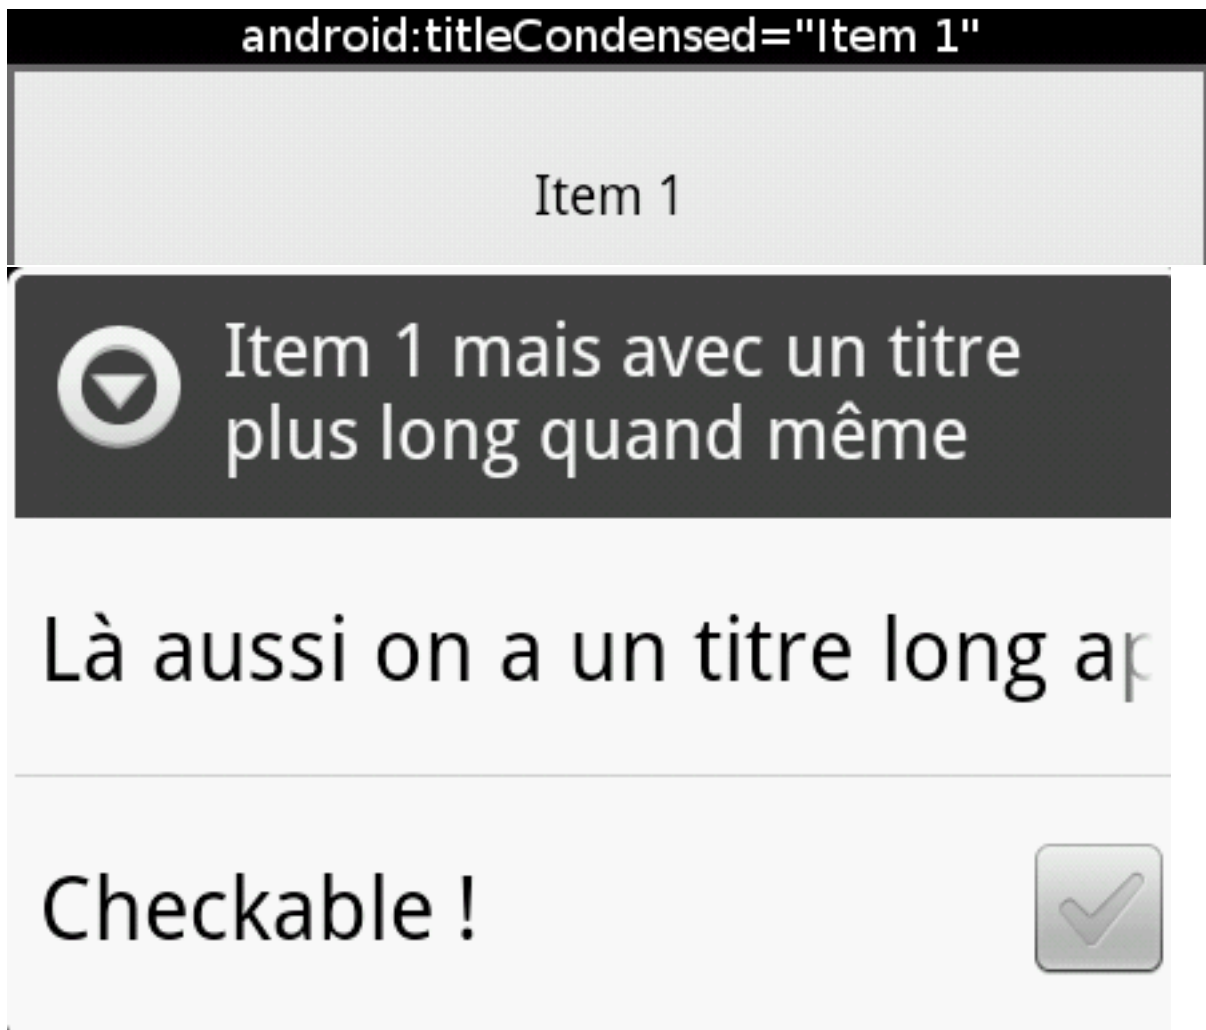 android:titleCondensed="Item 1"
Item 1
Item 1 mais avec un titre
plus long quand même
Là aussi on a un titre long ap
Checkable !